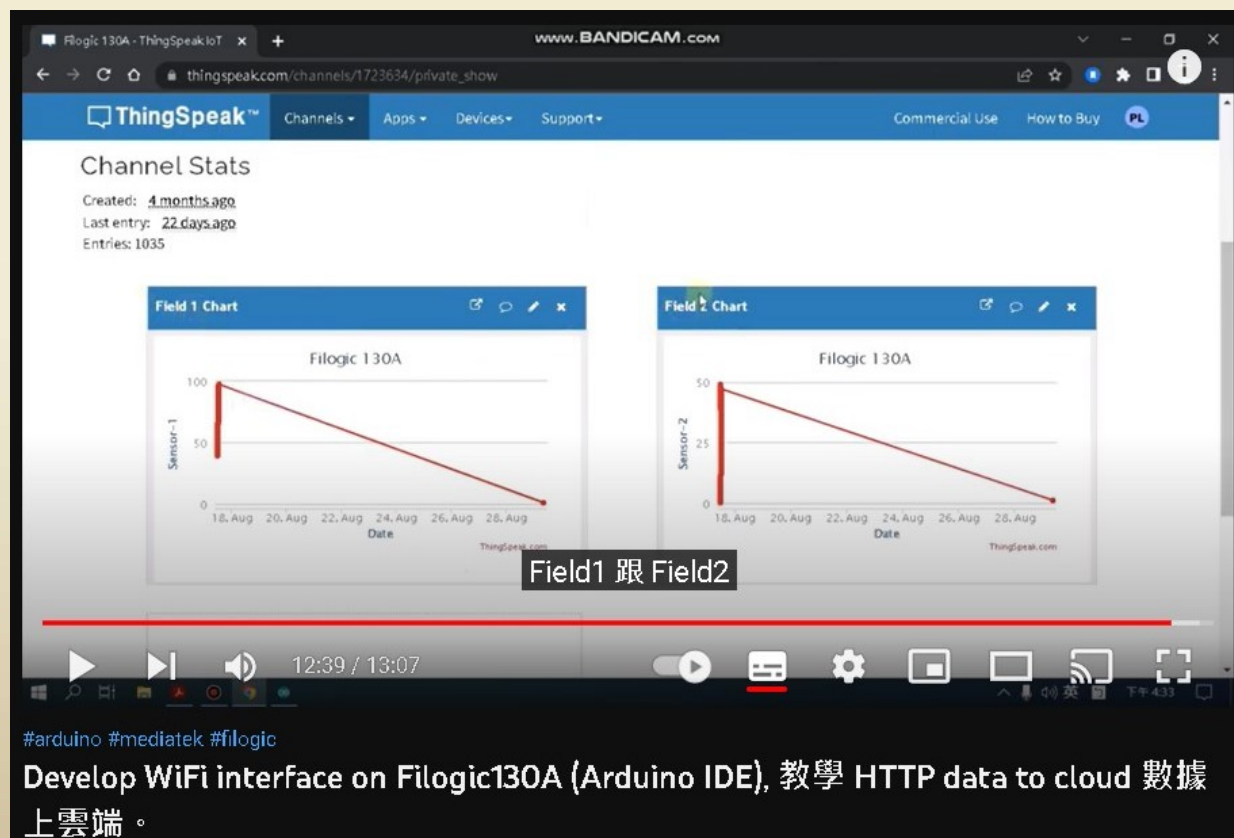 Filogic 130A - ThingSpeak IoT
www.BANDICAM.com
thingspeak.com/channels/1723634/private_show
ThingSpeak™ Channels Apps Devices Support Commercial Use How to Buy PL
Channel Stats
Created: 4 months ago
Last entry: 22 days ago
Entries: 1035
Field 1 Chart
Filogic 130A
Sensor-1
100
50
0
18. Aug 20. Aug 22. Aug 24. Aug 26. Aug 28. Aug
Date
ThingSpeak.com
Field 2 Chart
Filogic 130A
Sensor-2
50
25
0
18. Aug 20. Aug 22. Aug 24. Aug 26. Aug 28. Aug
Date
ThingSpeak.com
Field1 跟 Field2
12:39 / 13:07
英 下午 4:33
#arduino #mediatek #filogic
Develop WiFi interface on Filogic130A (Arduino IDE), 教學 HTTP data to cloud 數據
上雲端。